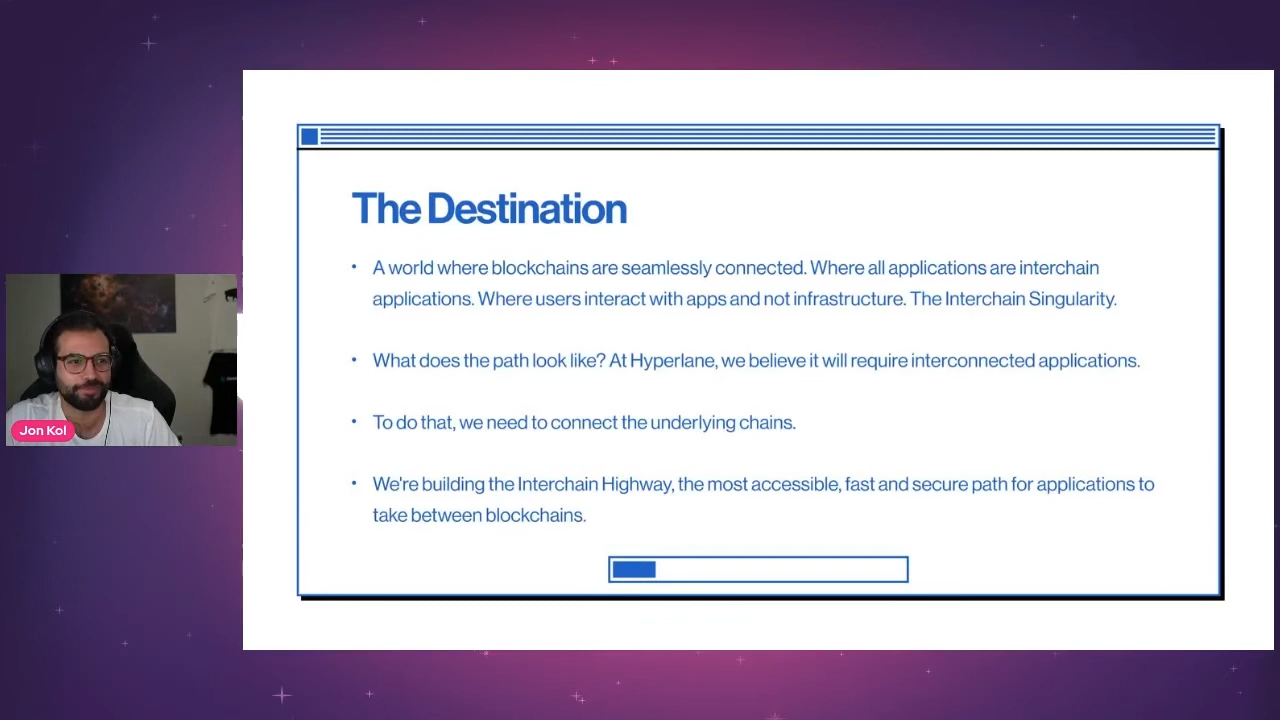 The Destination
• A world where blockchains are seamlessly connected. Where all applications are interchain
applications. Where users interact with apps and not infrastructure. The Interchain Singularity.
• What does the path look like? At Hyperlane, we believe it will require interconnected applications.
• To do that, we need to connect the underlying chains.
• We're building the Interchain Highway, the most accessible, fast and secure path for applications to
take between blockchains.
Jon Kol